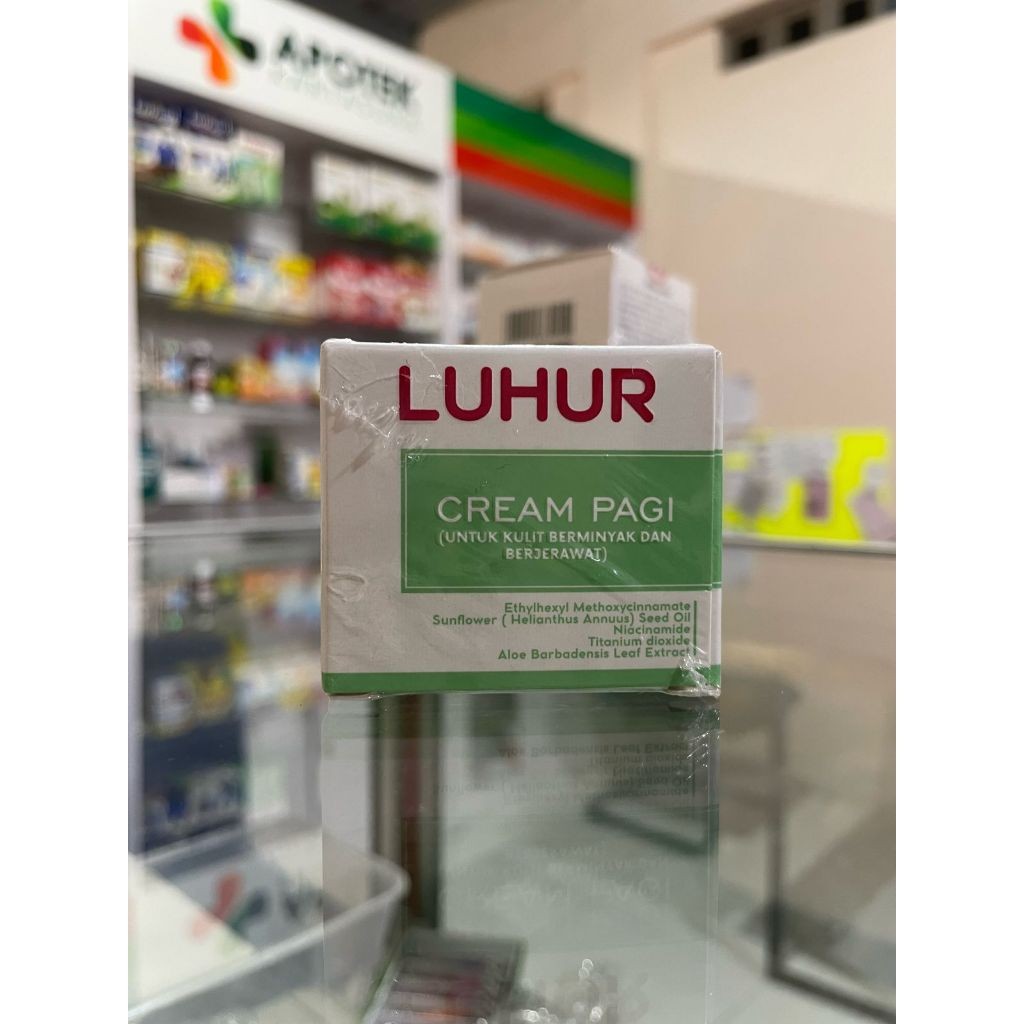 APOTEK
LUHUR
CREAM PAGI
(UNTUK KULIT BERMINYAK DAN
BERJERAWAT)
Ethylhexyl Methoxycinnamate
Sunflower ( Helianthus Annuus) Seed Oil
Niacinamide
Titanium dioxide
Aloe Barbadensis Leaf Extract